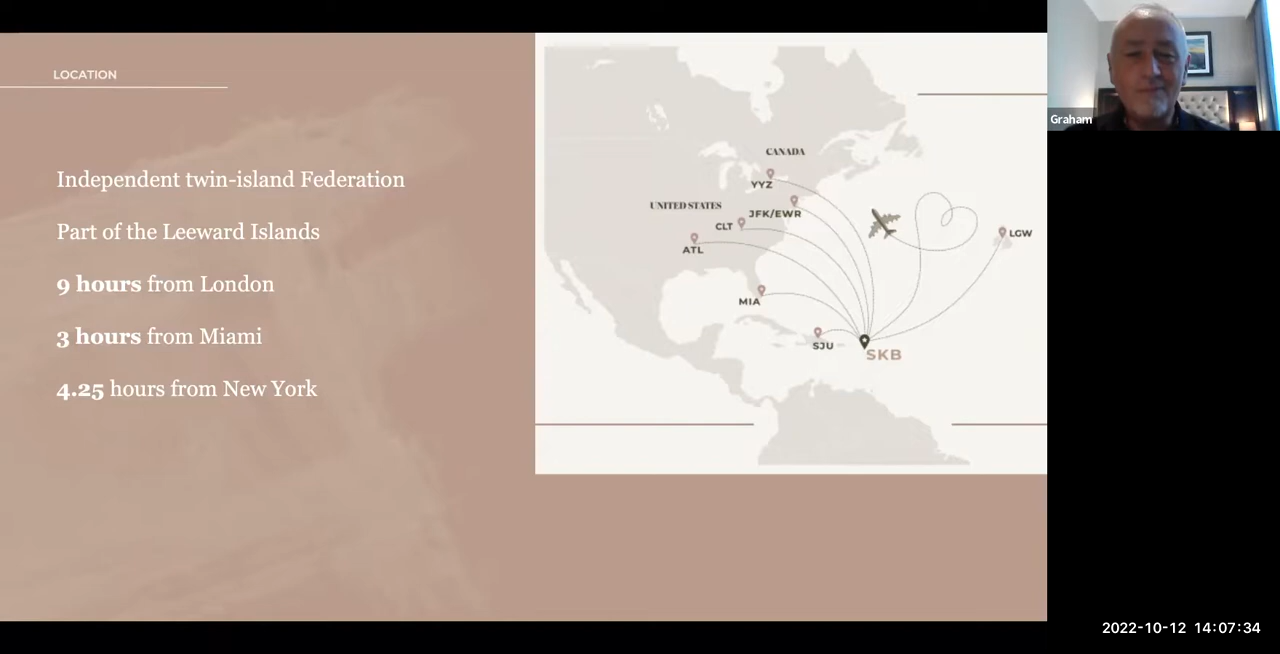 LOCATION
Independent twin-island Federation
Part of the Leeward Islands
9 hours from London
3 hours from Miami
4.25 hours from New York
CANADA
YYZ
UNITED STATES
JFK/EWR
CLT
ATL
LGW
MIA
SJU
SKB
Graham
2022-10-12 14:07:34